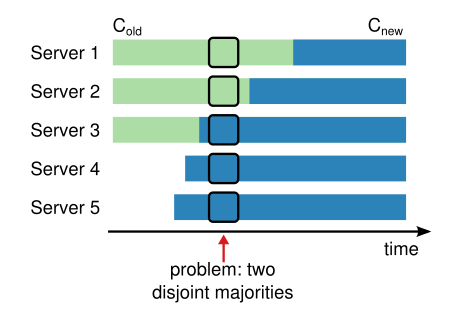 C_old C_new
Server 1
Server 2
Server 3
Server 4
Server 5
time
problem: two
disjoint majorities